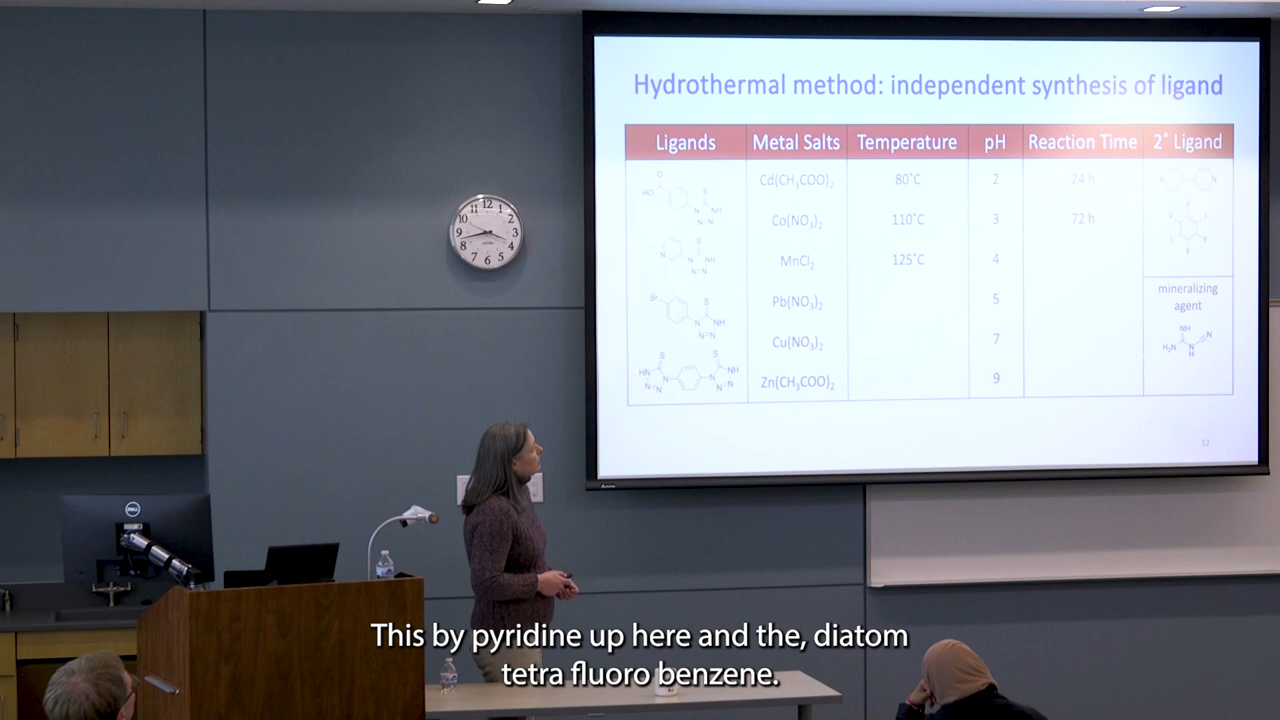 Hydrothermal method: independent synthesis of ligand
Ligands Metal Salts Temperature pH Reaction Time 2˚ Ligand
Cd(CH₃COO)₂ 80˚C 2 24 h
Co(NO₃)₂ 110˚C 3 72 h
MnCl₂ 125˚C 4
Pb(NO₃)₂ 5
Cu(NO₃)₂ 7
Zn(CH₃COO)₂ 9
mineralizing
agent
12
DELL
This by pyridine up here and the, diatom
tetra fluoro benzene.